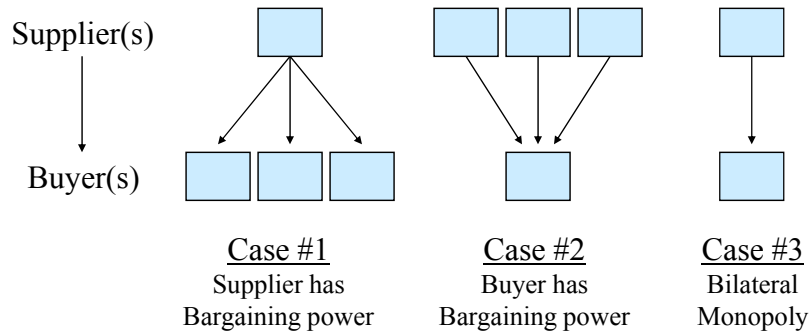 Supplier(s)
Buyer(s)
Case #1
Supplier has
Bargaining power
Case #2
Buyer has
Bargaining power
Case #3
Bilateral
Monopoly